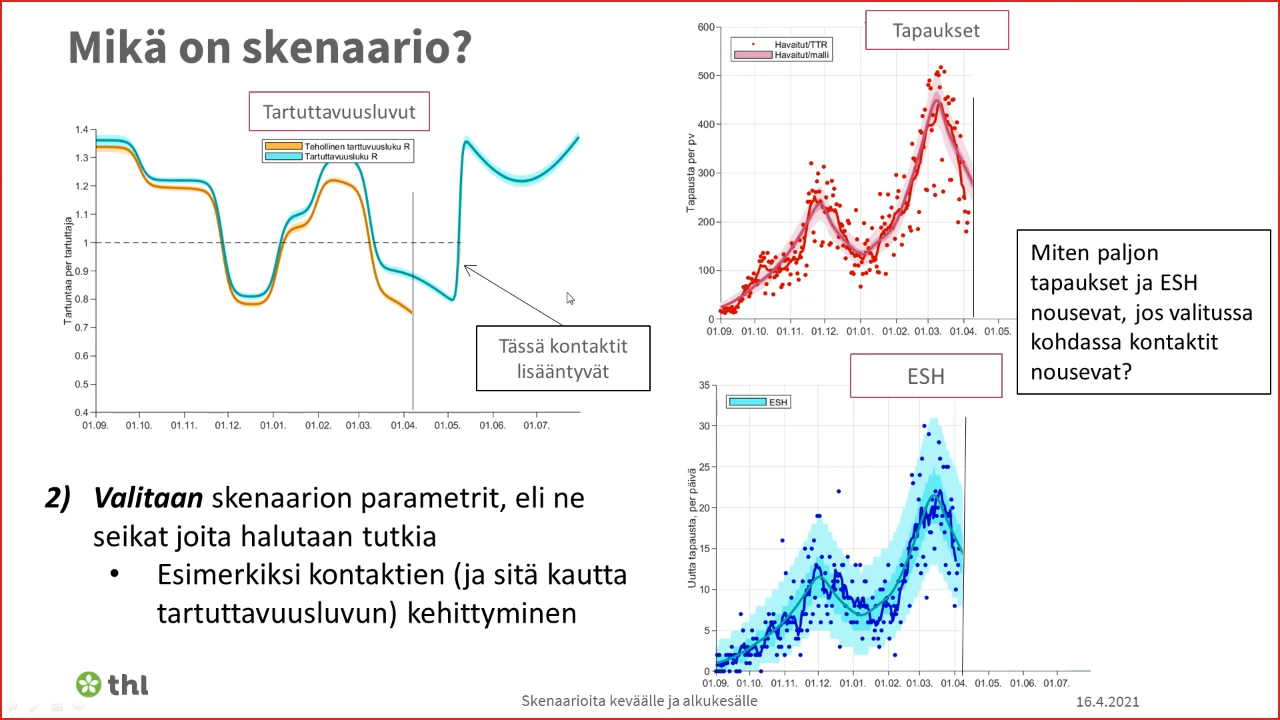 Mikä on skenaario?
Tartuttavuusluvut
1.4
1.3
1.2
1.1
1
0.9
0.8
0.7
0.6
0.5
0.4
Tartuntaa per tartuttaja
Tehollinen tarttuvuusluku R
Tartuttavuusluku R
01.09. 01.10. 01.11. 01.12. 01.01. 01.02. 01.03. 01.04. 01.05. 01.06. 01.07.
Tässä kontaktit
lisääntyvät
Tapaukset
600
500
400
300
200
100
0
Tapausta per pv
Havaitut/TTR
Havaitut/malli
01.09. 01.10. 01.11. 01.12. 01.01. 01.02. 01.03. 01.04. 01.05.
Miten paljon
tapaukset ja ESH
nousevat, jos valitussa
kohdassa kontaktit
nousevat?
ESH
35
30
25
20
15
10
5
0
Uutta tapausta, per päivä
ESH
01.09. 01.10. 01.11. 01.12. 01.01. 01.02. 01.03. 01.04. 01.05. 01.06. 01.07.
2) Valitaan skenaarion parametrit, eli ne
seikat joita halutaan tutkia
• Esimerkiksi kontaktien (ja sitä kautta
tartuttavuusluvun) kehittyminen
thl
Skenaarioita keväälle ja alkukesälle
16.4.2021